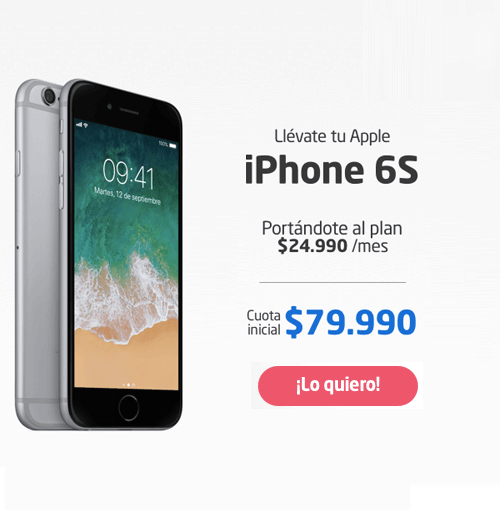 100%
09:41
Martes, 12 de septiembre
Llévate tu Apple
iPhone 6S
Portándote al plan
$24.990 /mes
Cuota
inicial $79.990
¡Lo quiero!